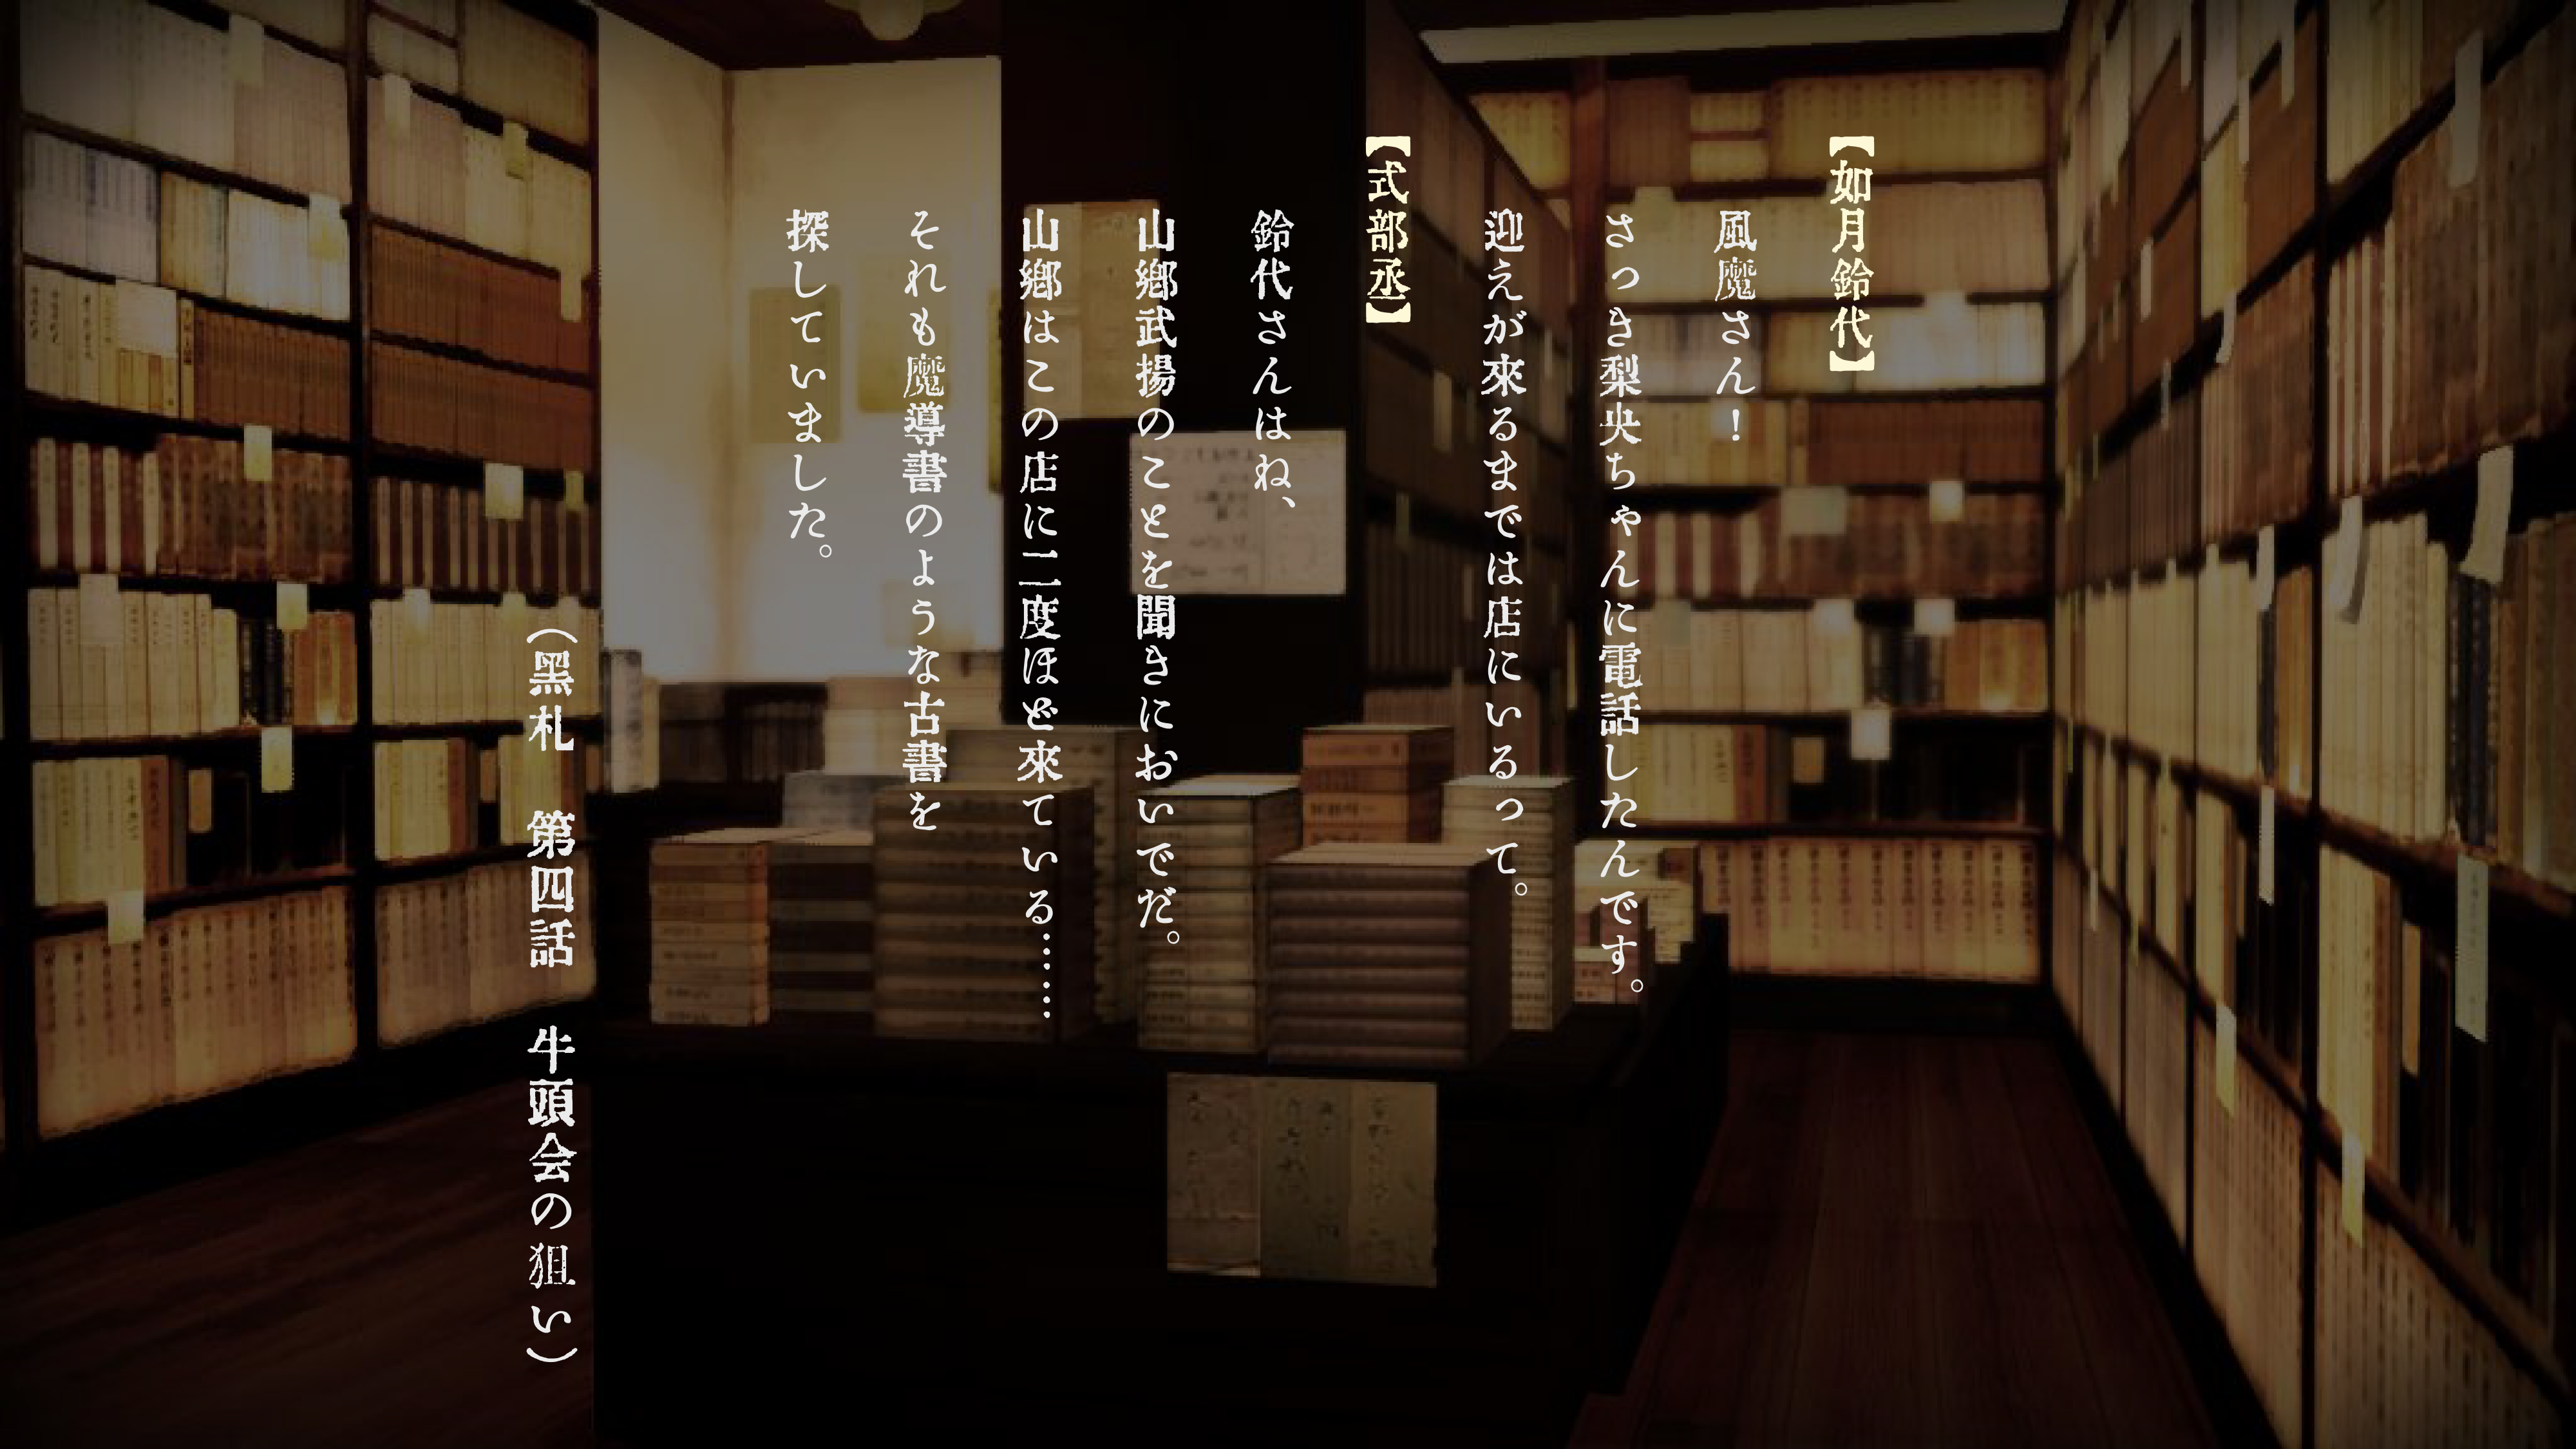 【如月鈴代】
風魔さん！
さっき梨央ちゃんに電話したんです。
迎えが來るまでは店にいるって。
【式部丞】
鈴代さんはね、
山鄕武揚のことを聞きにおいでだ。
山鄕はこの店に二度ほど來ている……
それも魔導書のような古書を
探していました。
（黑札　第四話　牛頭会の狙い）